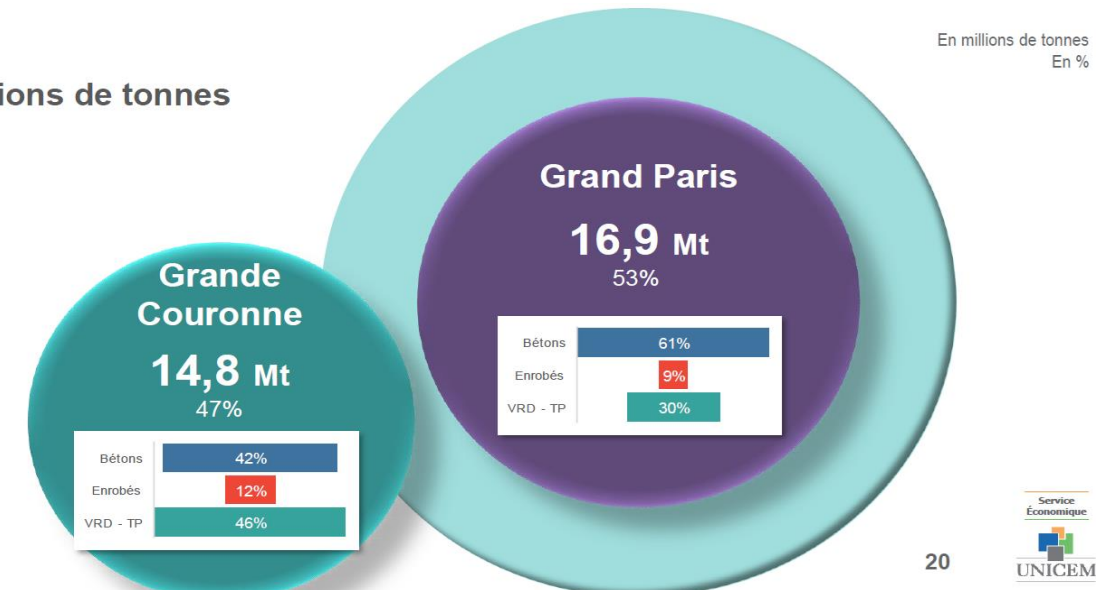 En millions de tonnes
En %
ions de tonnes
Grand Paris
16,9 Mt
53%
Bétons 61%
Enrobés 9%
VRD - TP 30%
Grande
Couronne
14,8 Mt
47%
Bétons 42%
Enrobés 12%
VRD - TP 46%
20
Service
Économique
UNICEM